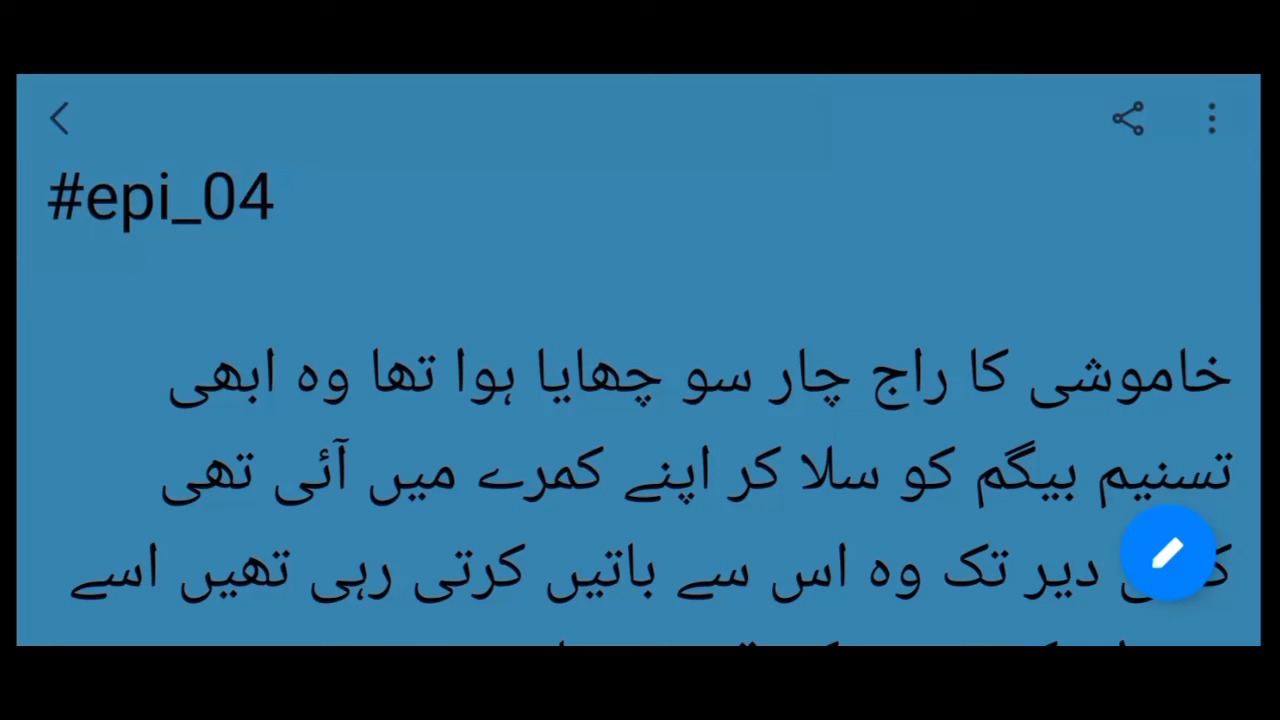 #epi_04
خاموشی کا راج چار سو چھایا ہوا تھا وہ ابھی
تسنیم بیگم کو سلا کر اپنے کمرے میں آئی تھی
دیر تک وہ اس سے باتیں کرتی رہی تھیں اسے